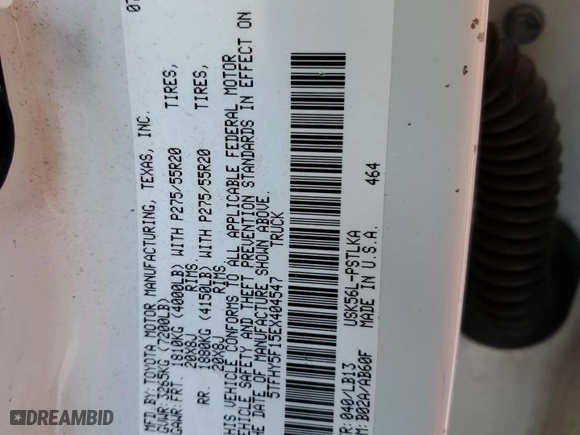 07
MFD. BY TOYOTA MOTOR MANUFACTURING, TEXAS, INC.
GVWR 3265KG (7200LB)
GAWR: FRT. 1810KG (4000LB) WITH P275/55R20 TIRES,
20X8J RIMS
RR. 1880KG (4150LB) WITH P275/55R20 TIRES,
20X8J RIMS
THIS VEHICLE CONFORMS TO ALL APPLICABLE FEDERAL MOTOR
VEHICLE SAFETY AND THEFT PREVENTION STANDARDS IN EFFECT ON
THE DATE OF MANUFACTURE SHOWN ABOVE.
5TFHY5F15EX404547 TRUCK
464
USK56L-PSTLKA
MADE IN U.S.A.
TR: 040/LB13
M: B02A/AB60F
DREAMBID